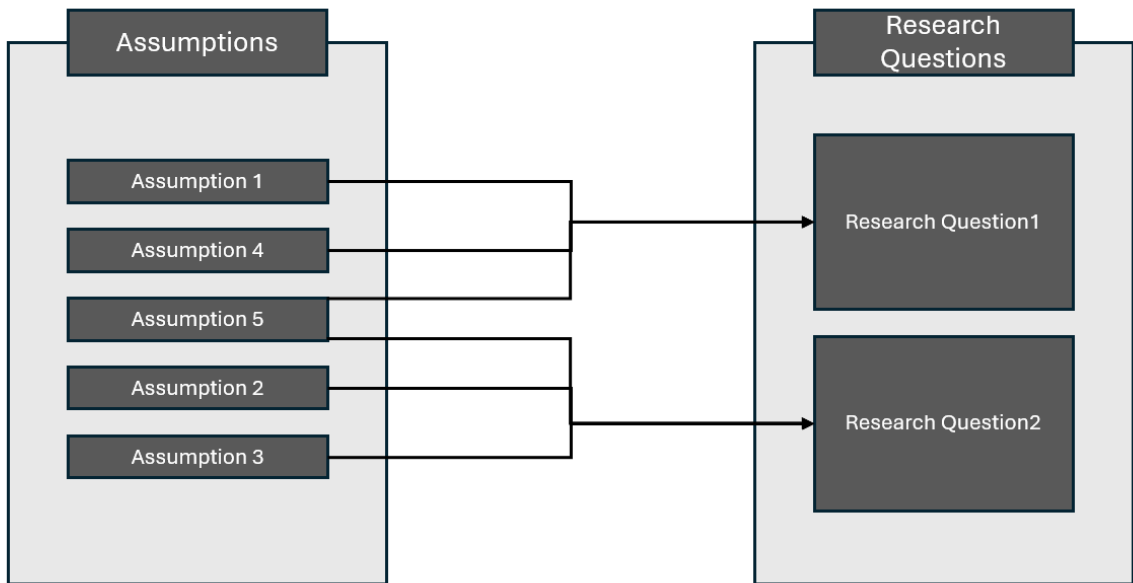 Assumptions
Assumption 1
Assumption 4
Assumption 5
Assumption 2
Assumption 3
Research
Questions
Research Question1
Research Question2